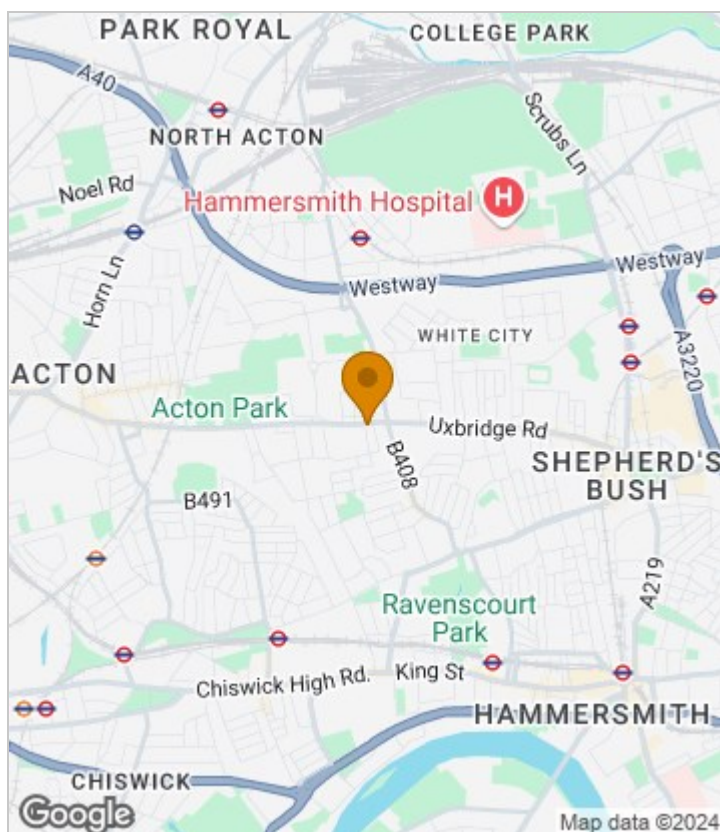 PARK ROYAL
COLLEGE PARK
A40
Scrubs Ln
NORTH ACTON
Noel Rd
Hammersmith Hospital
H
Horn Ln
Westway
Westway
WHITE CITY
A3220
ACTON
Acton Park
Uxbridge Rd
B408
SHEPHERD'S
BUSH
B491
A219
Ravenscourt
Park
Chiswick High Rd.
King St
HAMMERSMITH
CHISWICK
Google
Map data ©2024